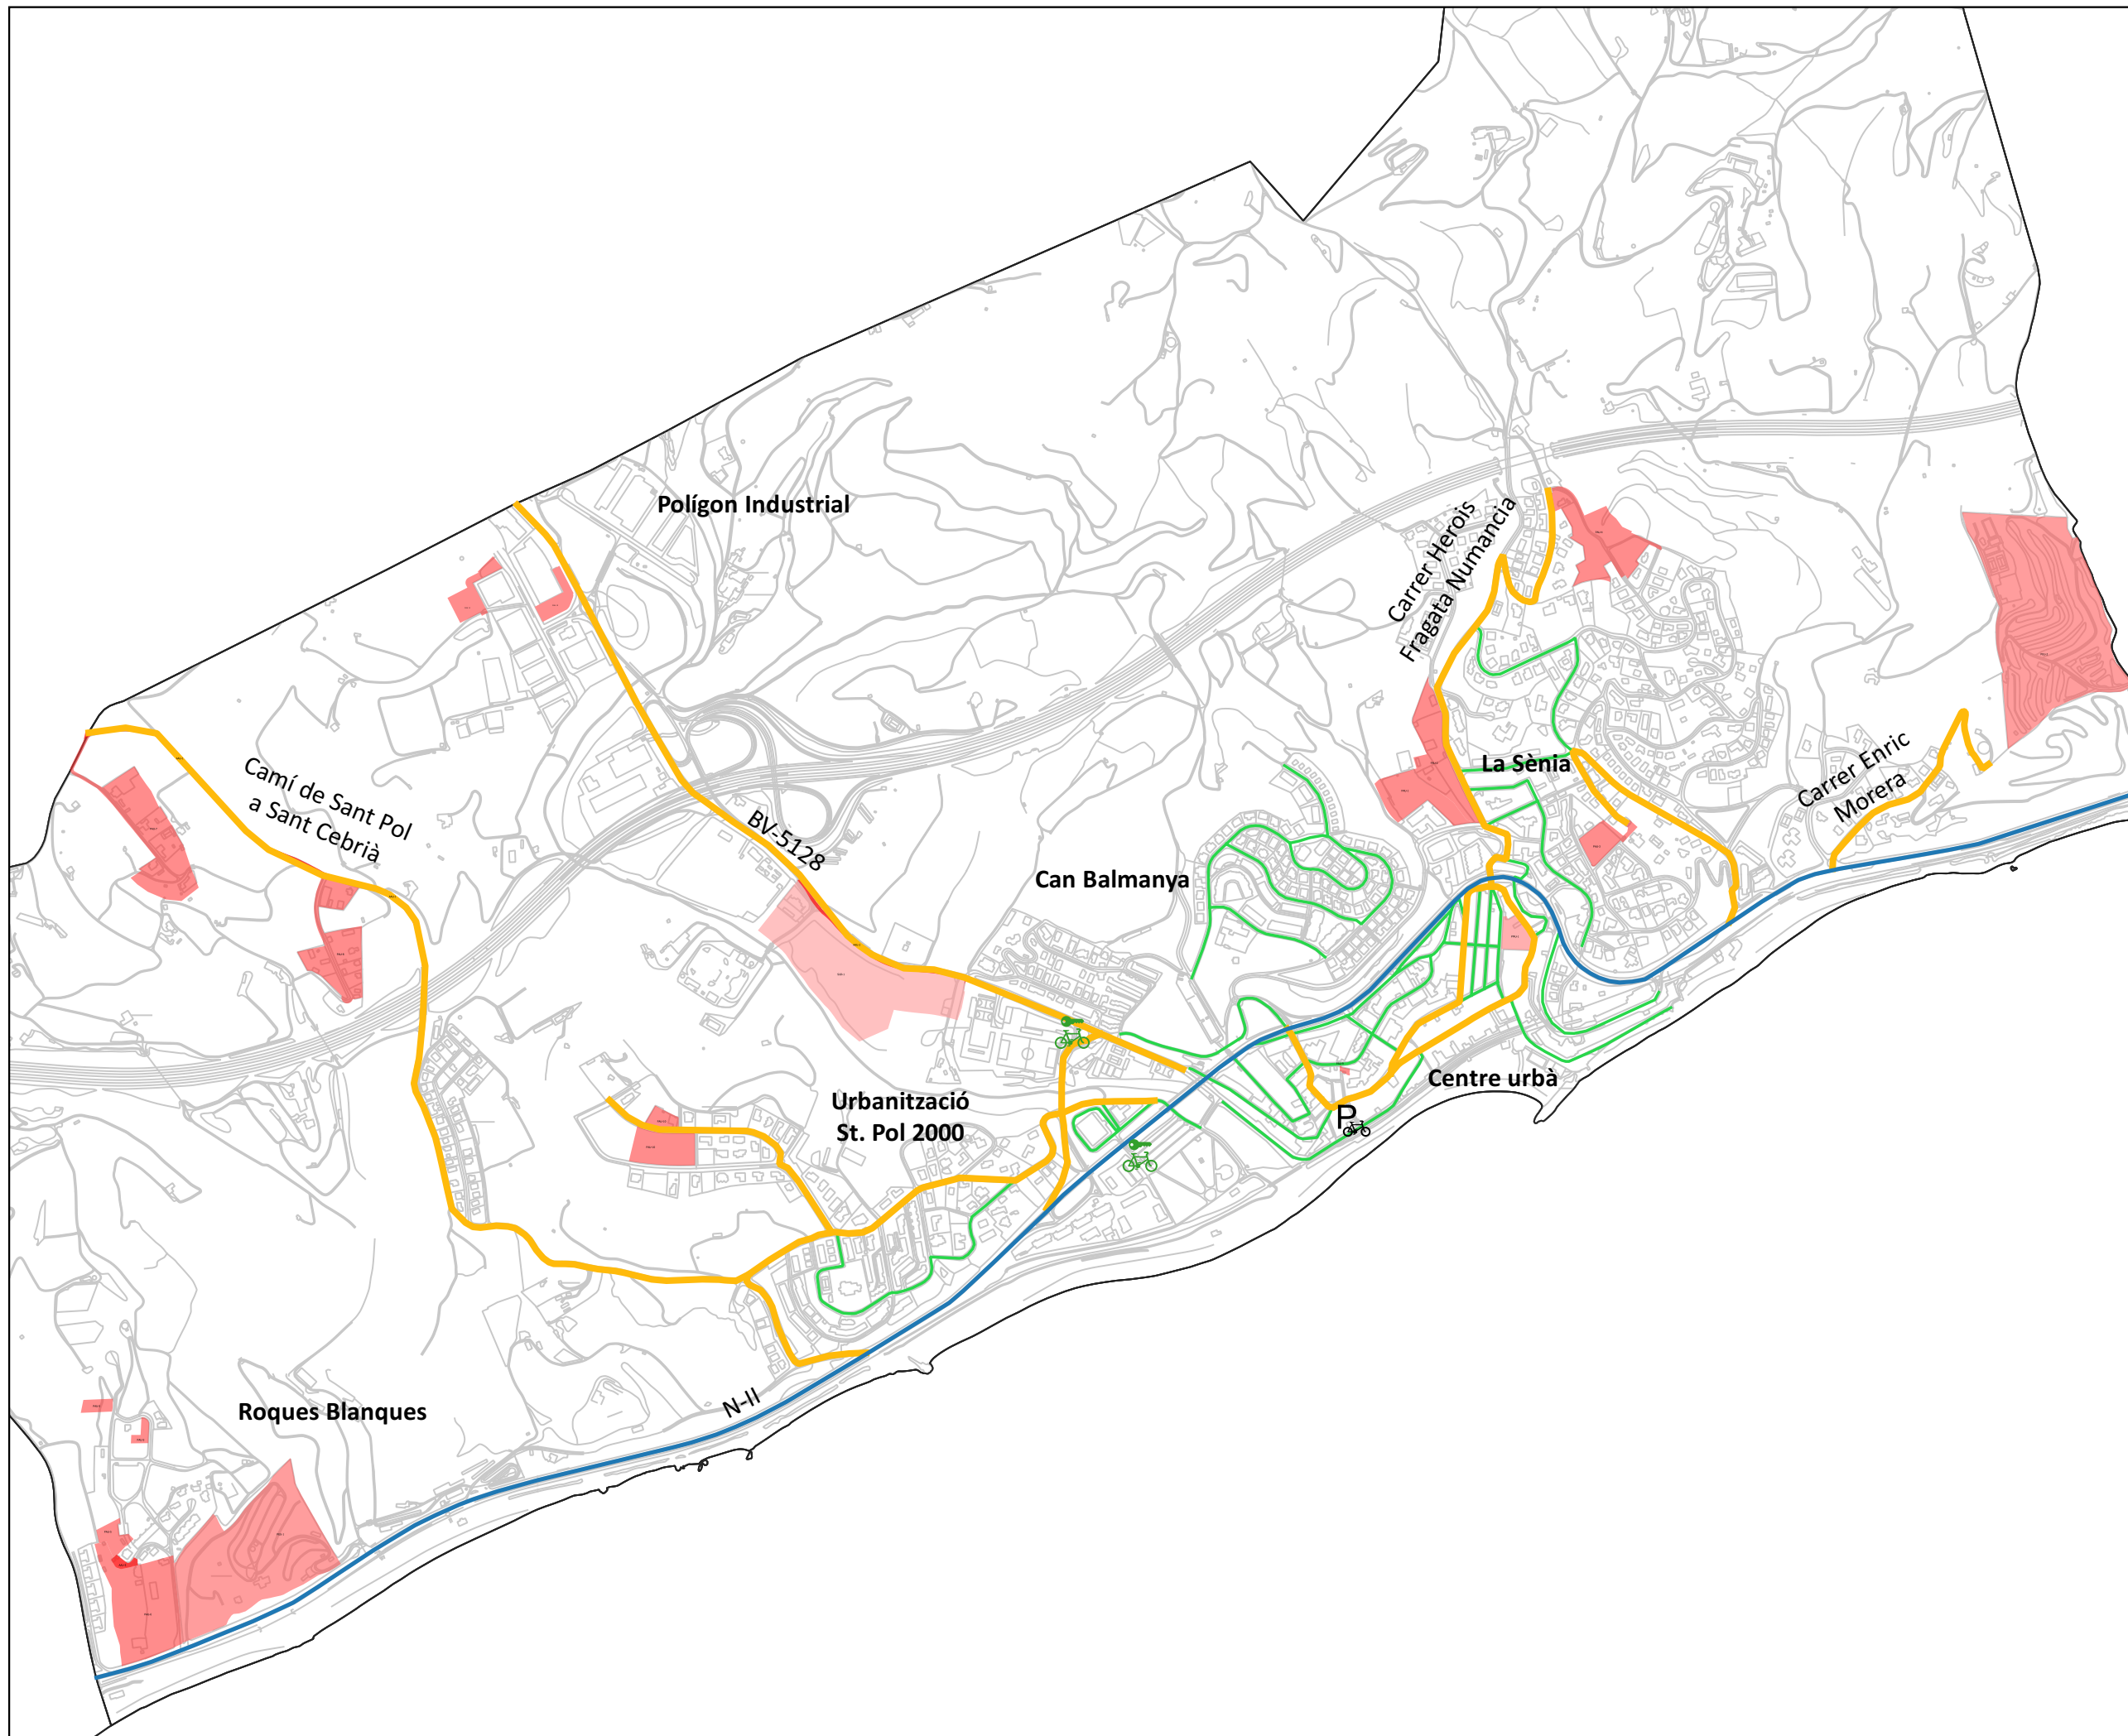 Polígon Industrial
Carrer Herois
Fragata Numancia
Camí de Sant Pol
a Sant Cebrià
BV-5128
La Sènia
Carrer Enric
Morera
Can Balmanya
Centre urbà
Urbanització
St. Pol 2000
P
N-II
Roques Blanques